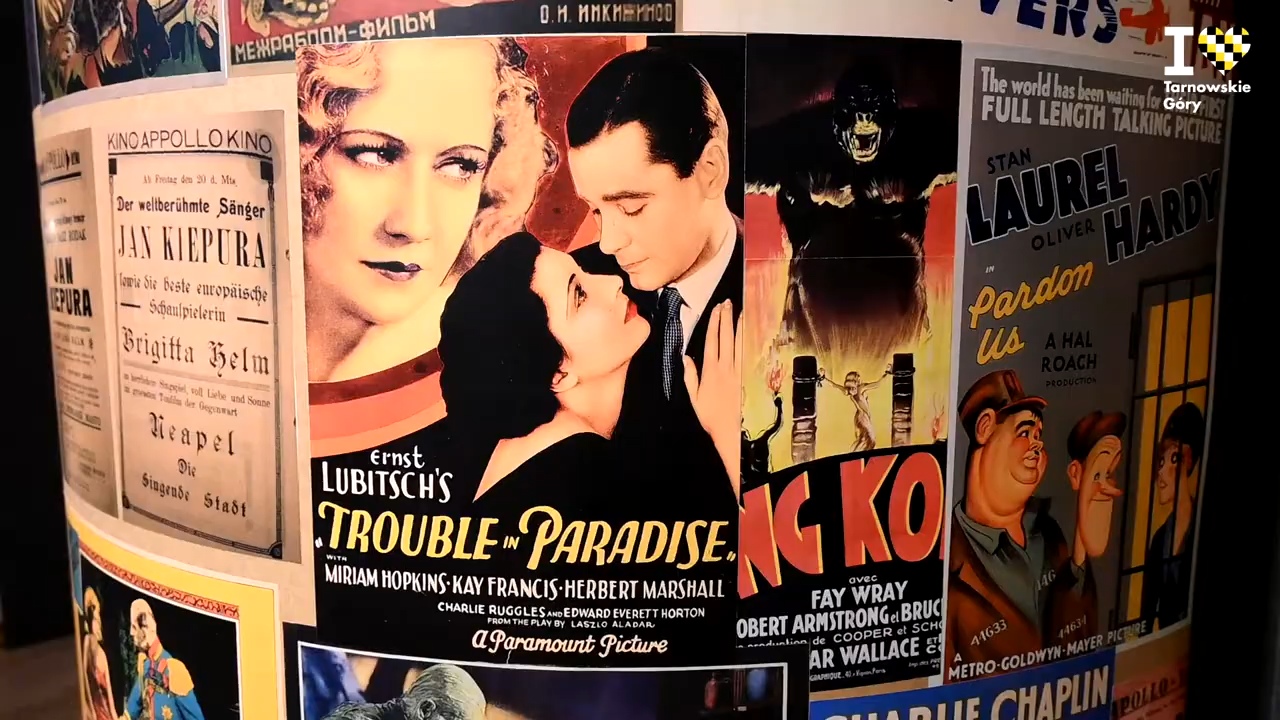 О.И. ИНКИЖИНОВ
МЕЖРАБПОМ-ФИЛЬМ
I
Tarnowskie
Góry
KINO APPOLLO KINO
Ab Freitag den 20 d. Mts.
Der weltberühmte Sänger
JAN KIEPURA
sowie die beste europäische
Schauspielerin
Brigitta Helm
Neapel
Die
Singende Stadt
JAN
KIEPURA
Ernst
LUBITSCH'S
"TROUBLE IN PARADISE"
WITH
MIRIAM HOPKINS·KAY FRANCIS·HERBERT MARSHALL
CHARLIE RUGGLES AND EDWARD EVERETT HORTON
FROM THE PLAY BY LASZLO ALADAR
a Paramount Picture
NG KO
avec
FAY WRAY
OBERT ARMSTRONG et BRUC
production de COOPER et SCHO
AR WALLACE ET
The world has been waiting for
FULL LENGTH TALKING PICTURE
STAN
LAUREL
OLIVER HARDY
IN
Pardon
Us
A HAL
ROACH
PRODUCTION
44633
44634
A
METRO-GOLDWYN-MAYER PICTURE
CHARLIE CHAPLIN